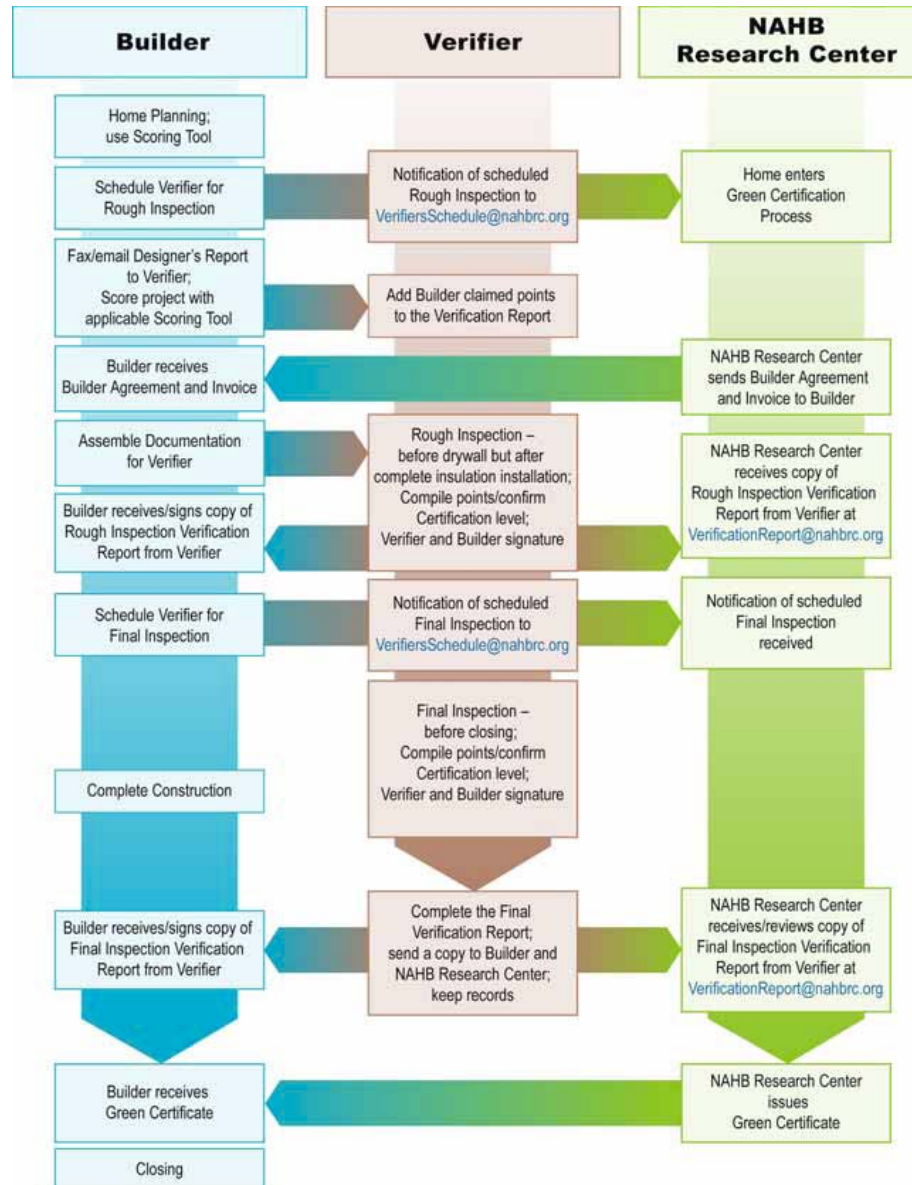 Builder
Verifier
NAHB
Research Center
Home Planning;
use Scoring Tool
Schedule Verifier for
Rough Inspection
Notification of scheduled
Rough Inspection to
VerifiersSchedule@nahbrc.org
Home enters
Green Certification
Process
Fax/email Designer's Report
to Verifier;
Score project with
applicable Scoring Tool
Add Builder claimed points
to the Verification Report
Builder receives
Builder Agreement and Invoice
NAHB Research Center
sends Builder Agreement
and Invoice to Builder
Assemble Documentation
for Verifier
Rough Inspection –
before drywall but after
complete insulation installation;
Compile points/confirm
Certification level;
Verifier and Builder signature
NAHB Research Center
receives copy of
Rough Inspection Verification
Report from Verifier at
VerificationReport@nahbrc.org
Builder receives/signs copy of
Rough Inspection Verification
Report from Verifier
Schedule Verifier for
Final Inspection
Notification of scheduled
Final Inspection to
VerifiersSchedule@nahbrc.org
Notification of scheduled
Final Inspection
received
Final Inspection –
before closing;
Compile points/confirm
Certification level;
Verifier and Builder signature
Complete Construction
Builder receives/signs copy of
Final Inspection Verification
Report from Verifier
Complete the Final
Verification Report;
send a copy to Builder and
NAHB Research Center;
keep records
NAHB Research Center
receives/reviews copy of
Final Inspection Verification
Report from Verifier at
VerificationReport@nahbrc.org
Builder receives
Green Certificate
NAHB Research Center
issues
Green Certificate
Closing